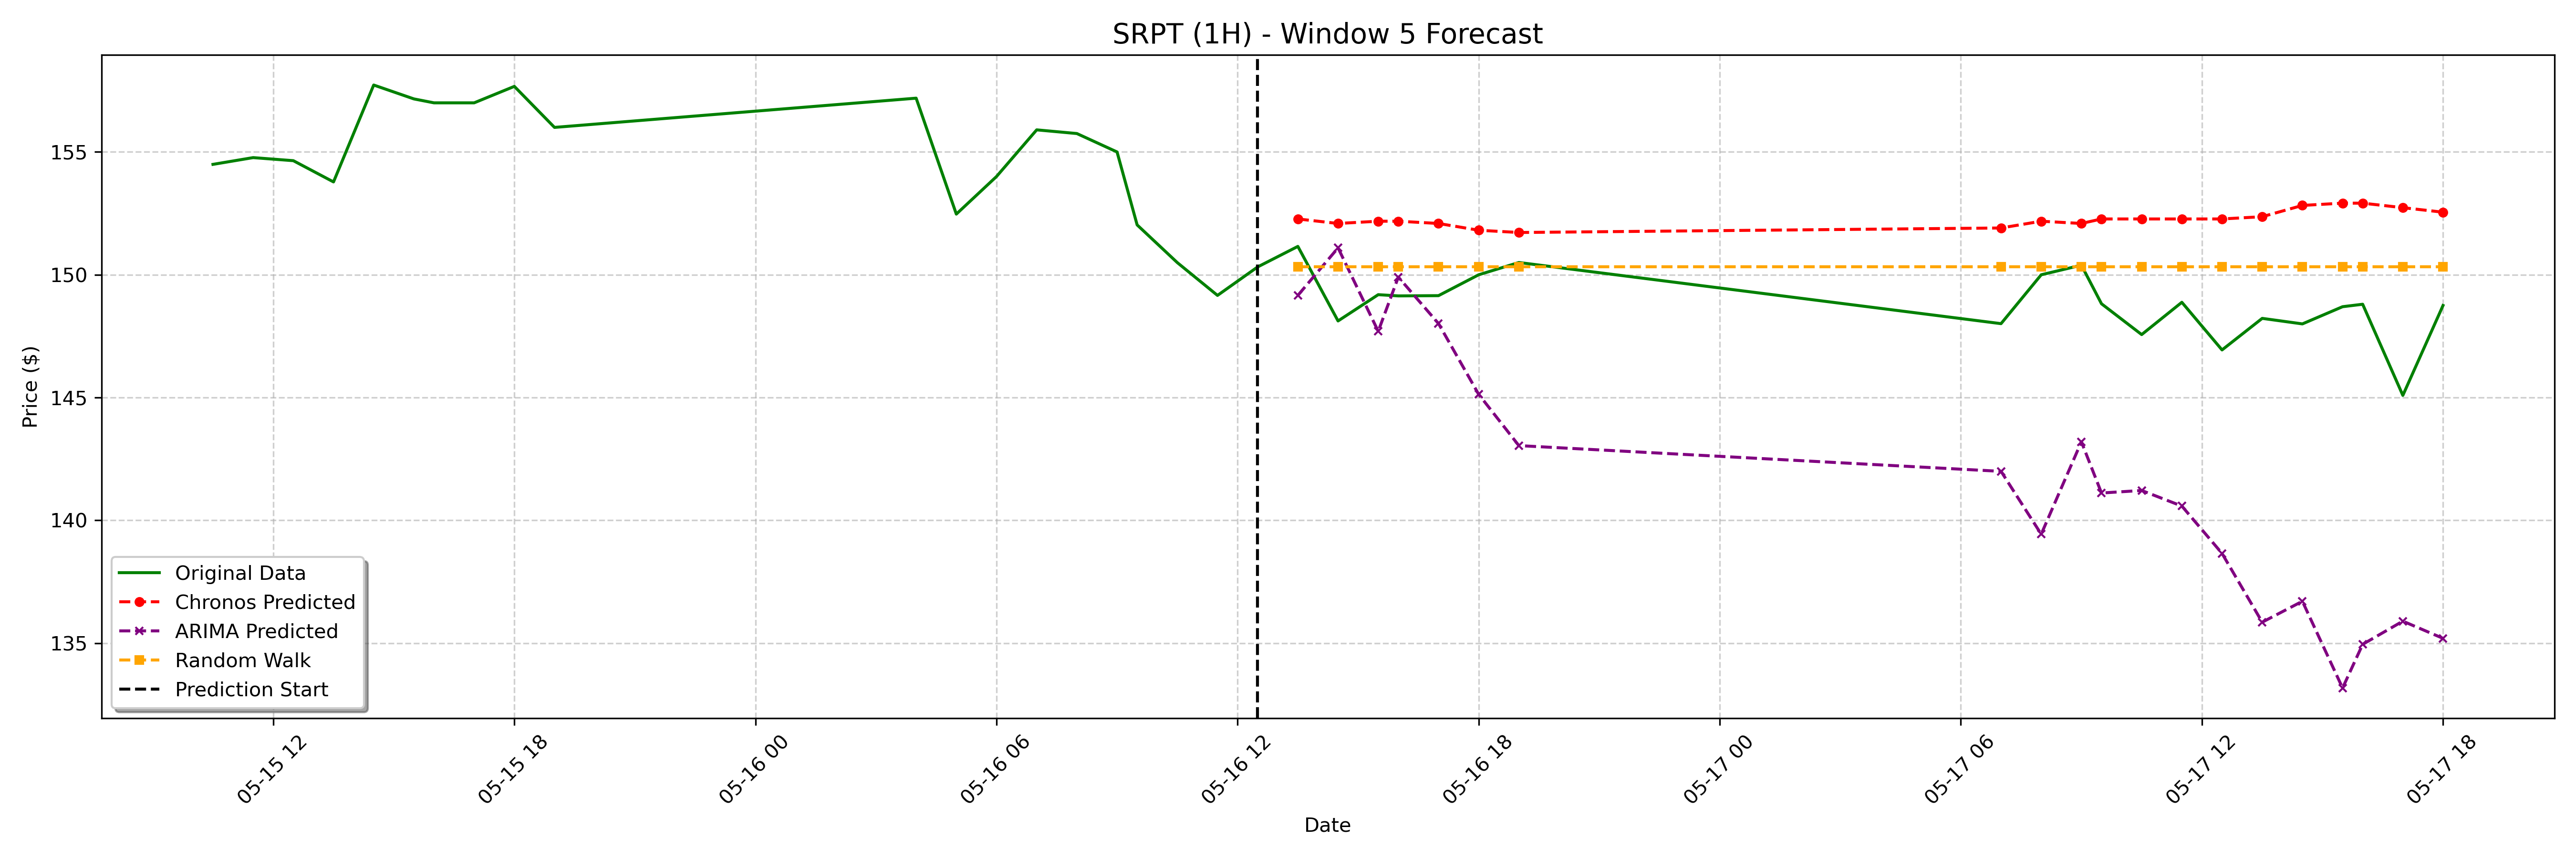 SRPT (1H) - Window 5 Forecast
Price ($)
155
150
145
140
135
Original Data
Chronos Predicted
ARIMA Predicted
Random Walk
Prediction Start
05-15 12
05-15 18
05-16 00
05-16 06
05-16 12
05-16 18
05-17 00
05-17 06
05-17 12
05-17 18
Date